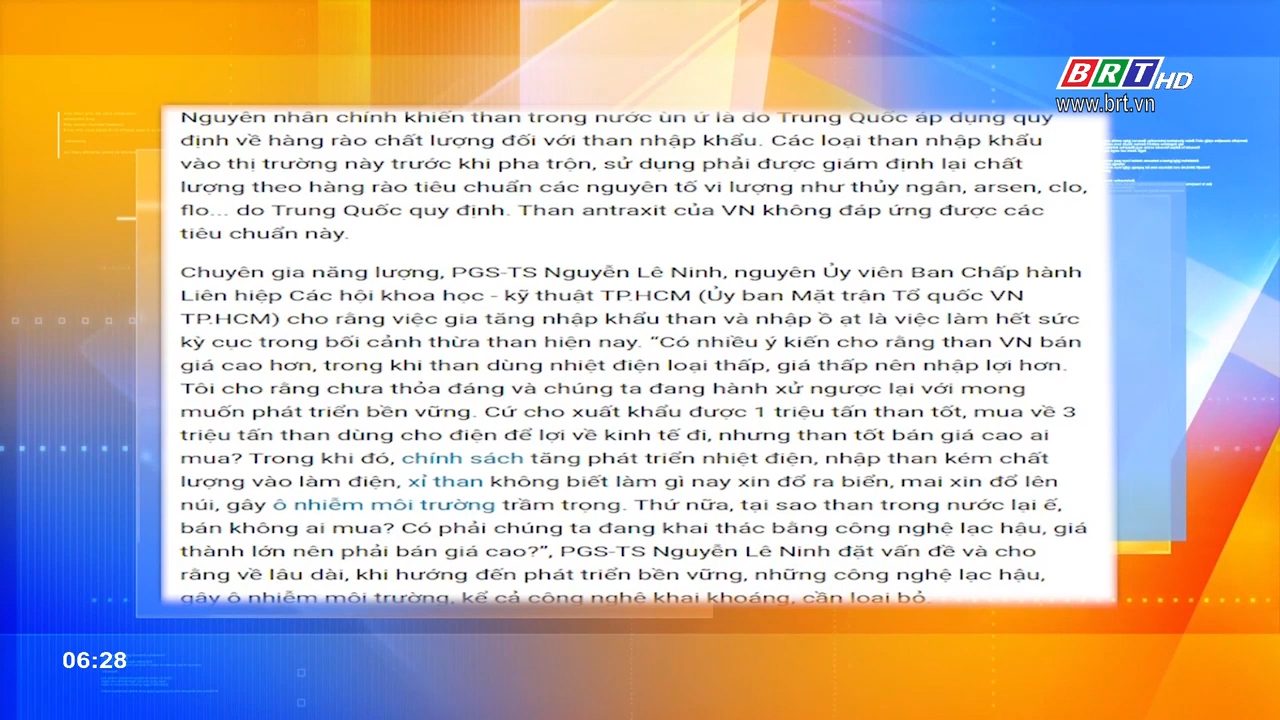 BRT HD
www.brt.vn
Nguyên nhân chính khiến than trong nước ùn ứ là do Trung Quốc áp dụng quy
định về hàng rào chất lượng đối với than nhập khẩu. Các loại than nhập khẩu
vào thị trường này trước khi pha trộn, sử dụng phải được giám định lại chất
lượng theo hàng rào tiêu chuẩn các nguyên tố vi lượng như thủy ngân, arsen, clo,
flo... do Trung Quốc quy định. Than antraxit của VN không đáp ứng được các
tiêu chuẩn này.
Chuyên gia năng lượng, PGS-TS Nguyễn Lê Ninh, nguyên Ủy viên Ban Chấp hành
Liên hiệp Các hội khoa học - kỹ thuật TP.HCM (Ủy ban Mặt trận Tổ quốc VN
TP.HCM) cho rằng việc gia tăng nhập khẩu than và nhập ồ ạt là việc làm hết sức
kỳ cục trong bối cảnh thừa than hiện nay. “Có nhiều ý kiến cho rằng than VN bán
giá cao hơn, trong khi than dùng nhiệt điện loại thấp, giá thấp nên nhập lợi hơn.
Tôi cho rằng chưa thỏa đáng và chúng ta đang hành xử ngược lại với mong
muốn phát triển bền vững. Cứ cho xuất khẩu được 1 triệu tấn than tốt, mua về 3
triệu tấn than dùng cho điện để lợi về kinh tế đi, nhưng than tốt bán giá cao ai
mua? Trong khi đó, chính sách tăng phát triển nhiệt điện, nhập than kém chất
lượng vào làm điện, xỉ than không biết làm gì nay xin đổ ra biển, mai xin đổ lên
núi, gây ô nhiễm môi trường trầm trọng. Thứ nữa, tại sao than trong nước lại ế,
bán không ai mua? Có phải chúng ta đang khai thác bằng công nghệ lạc hậu, giá
thành lớn nên phải bán giá cao?”, PGS-TS Nguyễn Lê Ninh đặt vấn đề và cho
rằng về lâu dài, khi hướng đến phát triển bền vững, những công nghệ lạc hậu,
gây ô nhiễm môi trường, kể cả công nghệ khai khoáng, cần loại bỏ.
06:28